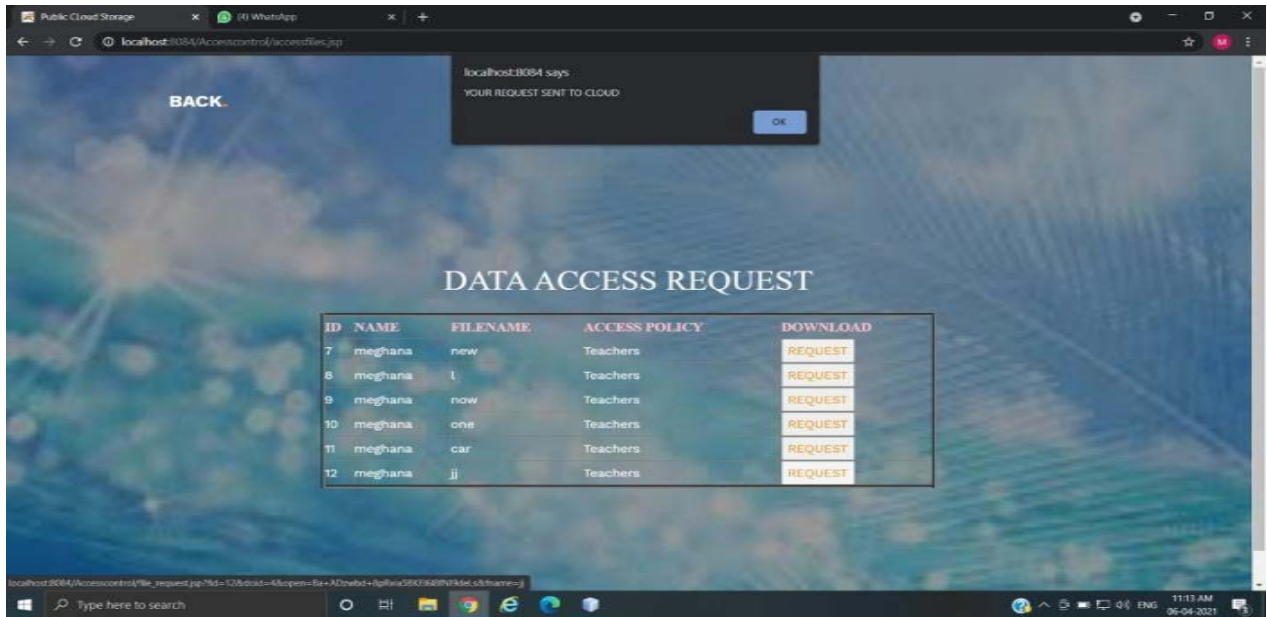 Public Cloud Storage
(4) WhatsApp
localhost:8084/Accesscontrol/accessfiles.jsp
M
localhost:8084 says
YOUR REQUEST SENT TO CLOUD
OK
BACK.
DATA ACCESS REQUEST
ID NAME FILENAME ACCESS POLICY DOWNLOAD
7 meghana new Teachers REQUEST
8 meghana l Teachers REQUEST
9 meghana now Teachers REQUEST
10 meghana one Teachers REQUEST
11 meghana car Teachers REQUEST
12 meghana jj Teachers REQUEST
Type here to search
ENG
11:13 AM
06-04-2021